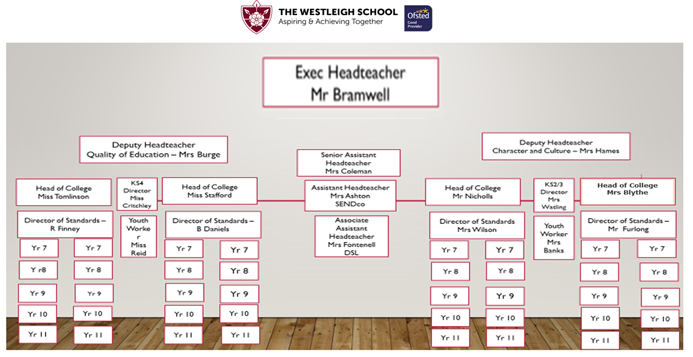 THE WESTLEIGH SCHOOL
Aspiring & Achieving Together
Ofsted
Good
Provider
Exec Headteacher
Mr Bramwell
Deputy Headteacher
Quality of Education – Mrs Burge
Deputy Headteacher
Character and Culture – Mrs Hames
Senior Assistant
Headteacher
Mrs Coleman
Head of College
Miss Tomlinson
KS4
Director
Miss
Critchley
Head of College
Miss Stafford
Assistant Headteacher
Mrs Ashton
SENDco
Head of College
Mr Nicholls
KS2/3
Director
Mrs
Watling
Head of College
Mrs Blythe
Director of Standards –
R Finney
Youth
Worke
r
Miss
Reid
Director of Standards –
B Daniels
Associate
Assistant
Headteacher
Mrs Fontenell
DSL
Director of Standards
Mrs Wilson
Youth
Worker
Mrs
Banks
Director of Standards –
Mr Furlong
Yr 7
Yr 7
Yr 7
Yr 7
Yr 7
Yr 7
Yr 7
Yr 7
Y r8
Yr 8
Yr 8
Yr 8
Yr 8
Yr 8
Yr 8
Yr 8
Yr 9
Yr 9
Yr 9
Yr 9
Yr 9
Yr 9
Yr 9
Yr 9
Yr 10
Yr 10
Yr 10
Yr 10
Yr 10
Yr 10
Yr 10
Yr 10
Yr 11
Yr 11
Yr 11
Yr 11
Yr 11
Yr 11
Yr 11
Yr 11